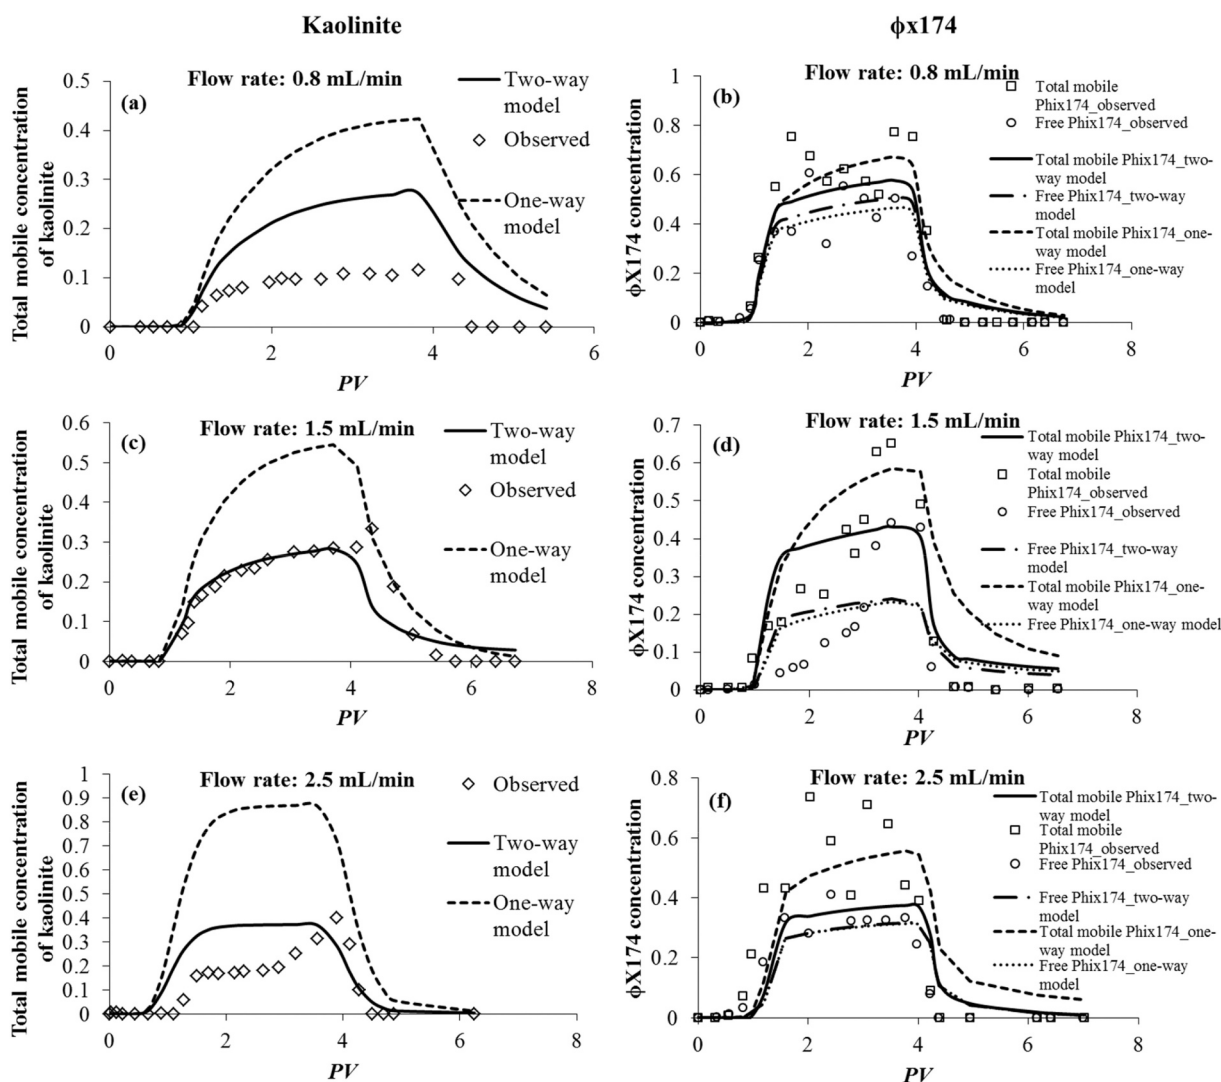 Kaolinite
ϕx174
Flow rate: 0.8 mL/min
(a)
Total mobile concentration
of kaolinite
0.5
0.4
0.3
0.2
0.1
0
0 2 4 6
PV
Two-way
model
Observed
One-way
model
Flow rate: 0.8 mL/min
(b)
ϕX174 concentration
1
0.8
0.6
0.4
0.2
0
0 2 4 6 8
PV
Total mobile
Phix174_observed
Free Phix174_observed
Total mobile Phix174_two-
way model
Free Phix174_two-way
model
Total mobile Phix174_one-
way model
Free Phix174_one-way
model
Flow rate: 1.5 mL/min
(c)
Total mobile concentration
of kaolinite
0.6
0.5
0.4
0.3
0.2
0.1
0
0 2 4 6 8
PV
Two-way
model
Observed
One-way
model
Flow rate: 1.5 mL/min
(d)
ϕX174 concentration
0.7
0.6
0.5
0.4
0.3
0.2
0.1
0
0 2 4 6 8
PV
Total mobile Phix174_two-
way model
Total mobile
Phix174_observed
Free Phix174_observed
Free Phix174_two-way
model
Total mobile Phix174_one-
way model
Free Phix174_one-way model
Flow rate: 2.5 mL/min
(e)
Total mobile concentration
of kaolinite
1
0.9
0.8
0.7
0.6
0.5
0.4
0.3
0.2
0.1
0
0 2 4 6 8
PV
Observed
Two-way
model
One-way
model
Flow rate: 2.5 mL/min
(f)
ϕX174 concentration
0.8
0.6
0.4
0.2
0
0 2 4 6 8
PV
Total mobile Phix174_two-
way model
Total mobile
Phix174_observed
Free Phix174_observed
Free Phix174_two-way
model
Total mobile Phix174_one-
way model
Free Phix174_one-way
model